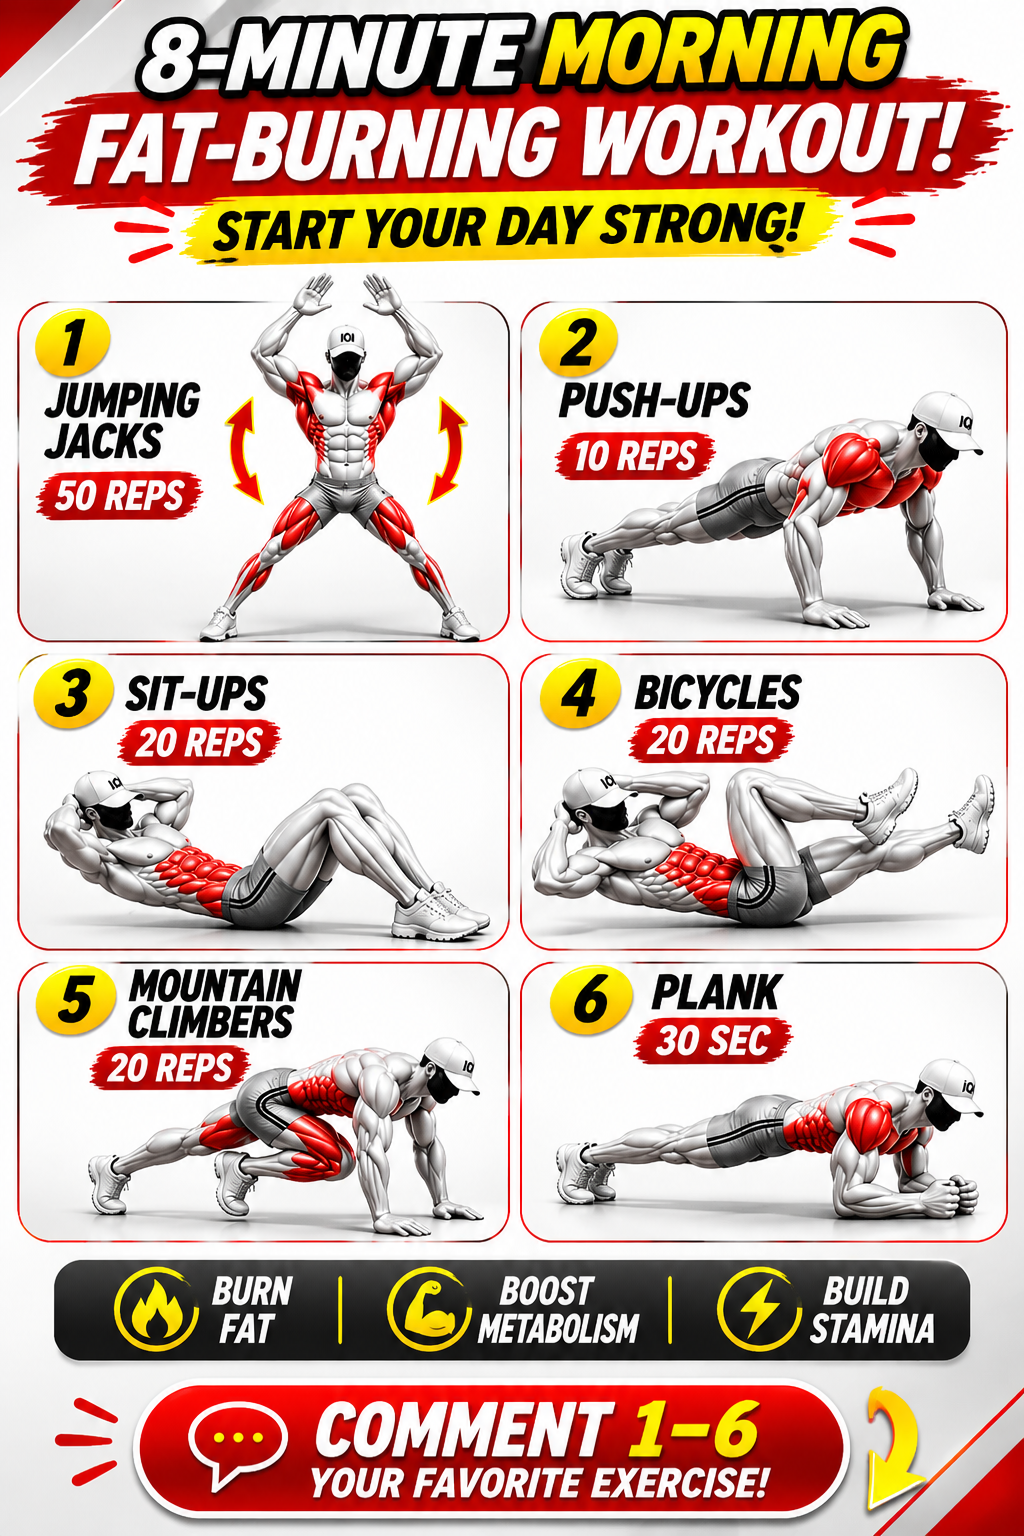 8-MINUTE MORNING
FAT-BURNING WORKOUT!
START YOUR DAY STRONG!
1
JUMPING
JACKS
50 REPS
2
PUSH-UPS
10 REPS
3
SIT-UPS
20 REPS
4
BICYCLES
20 REPS
5
MOUNTAIN
CLIMBERS
20 REPS
6
PLANK
30 SEC
BURN
FAT
BOOST
METABOLISM
BUILD
STAMINA
COMMENT 1-6
YOUR FAVORITE EXERCISE!